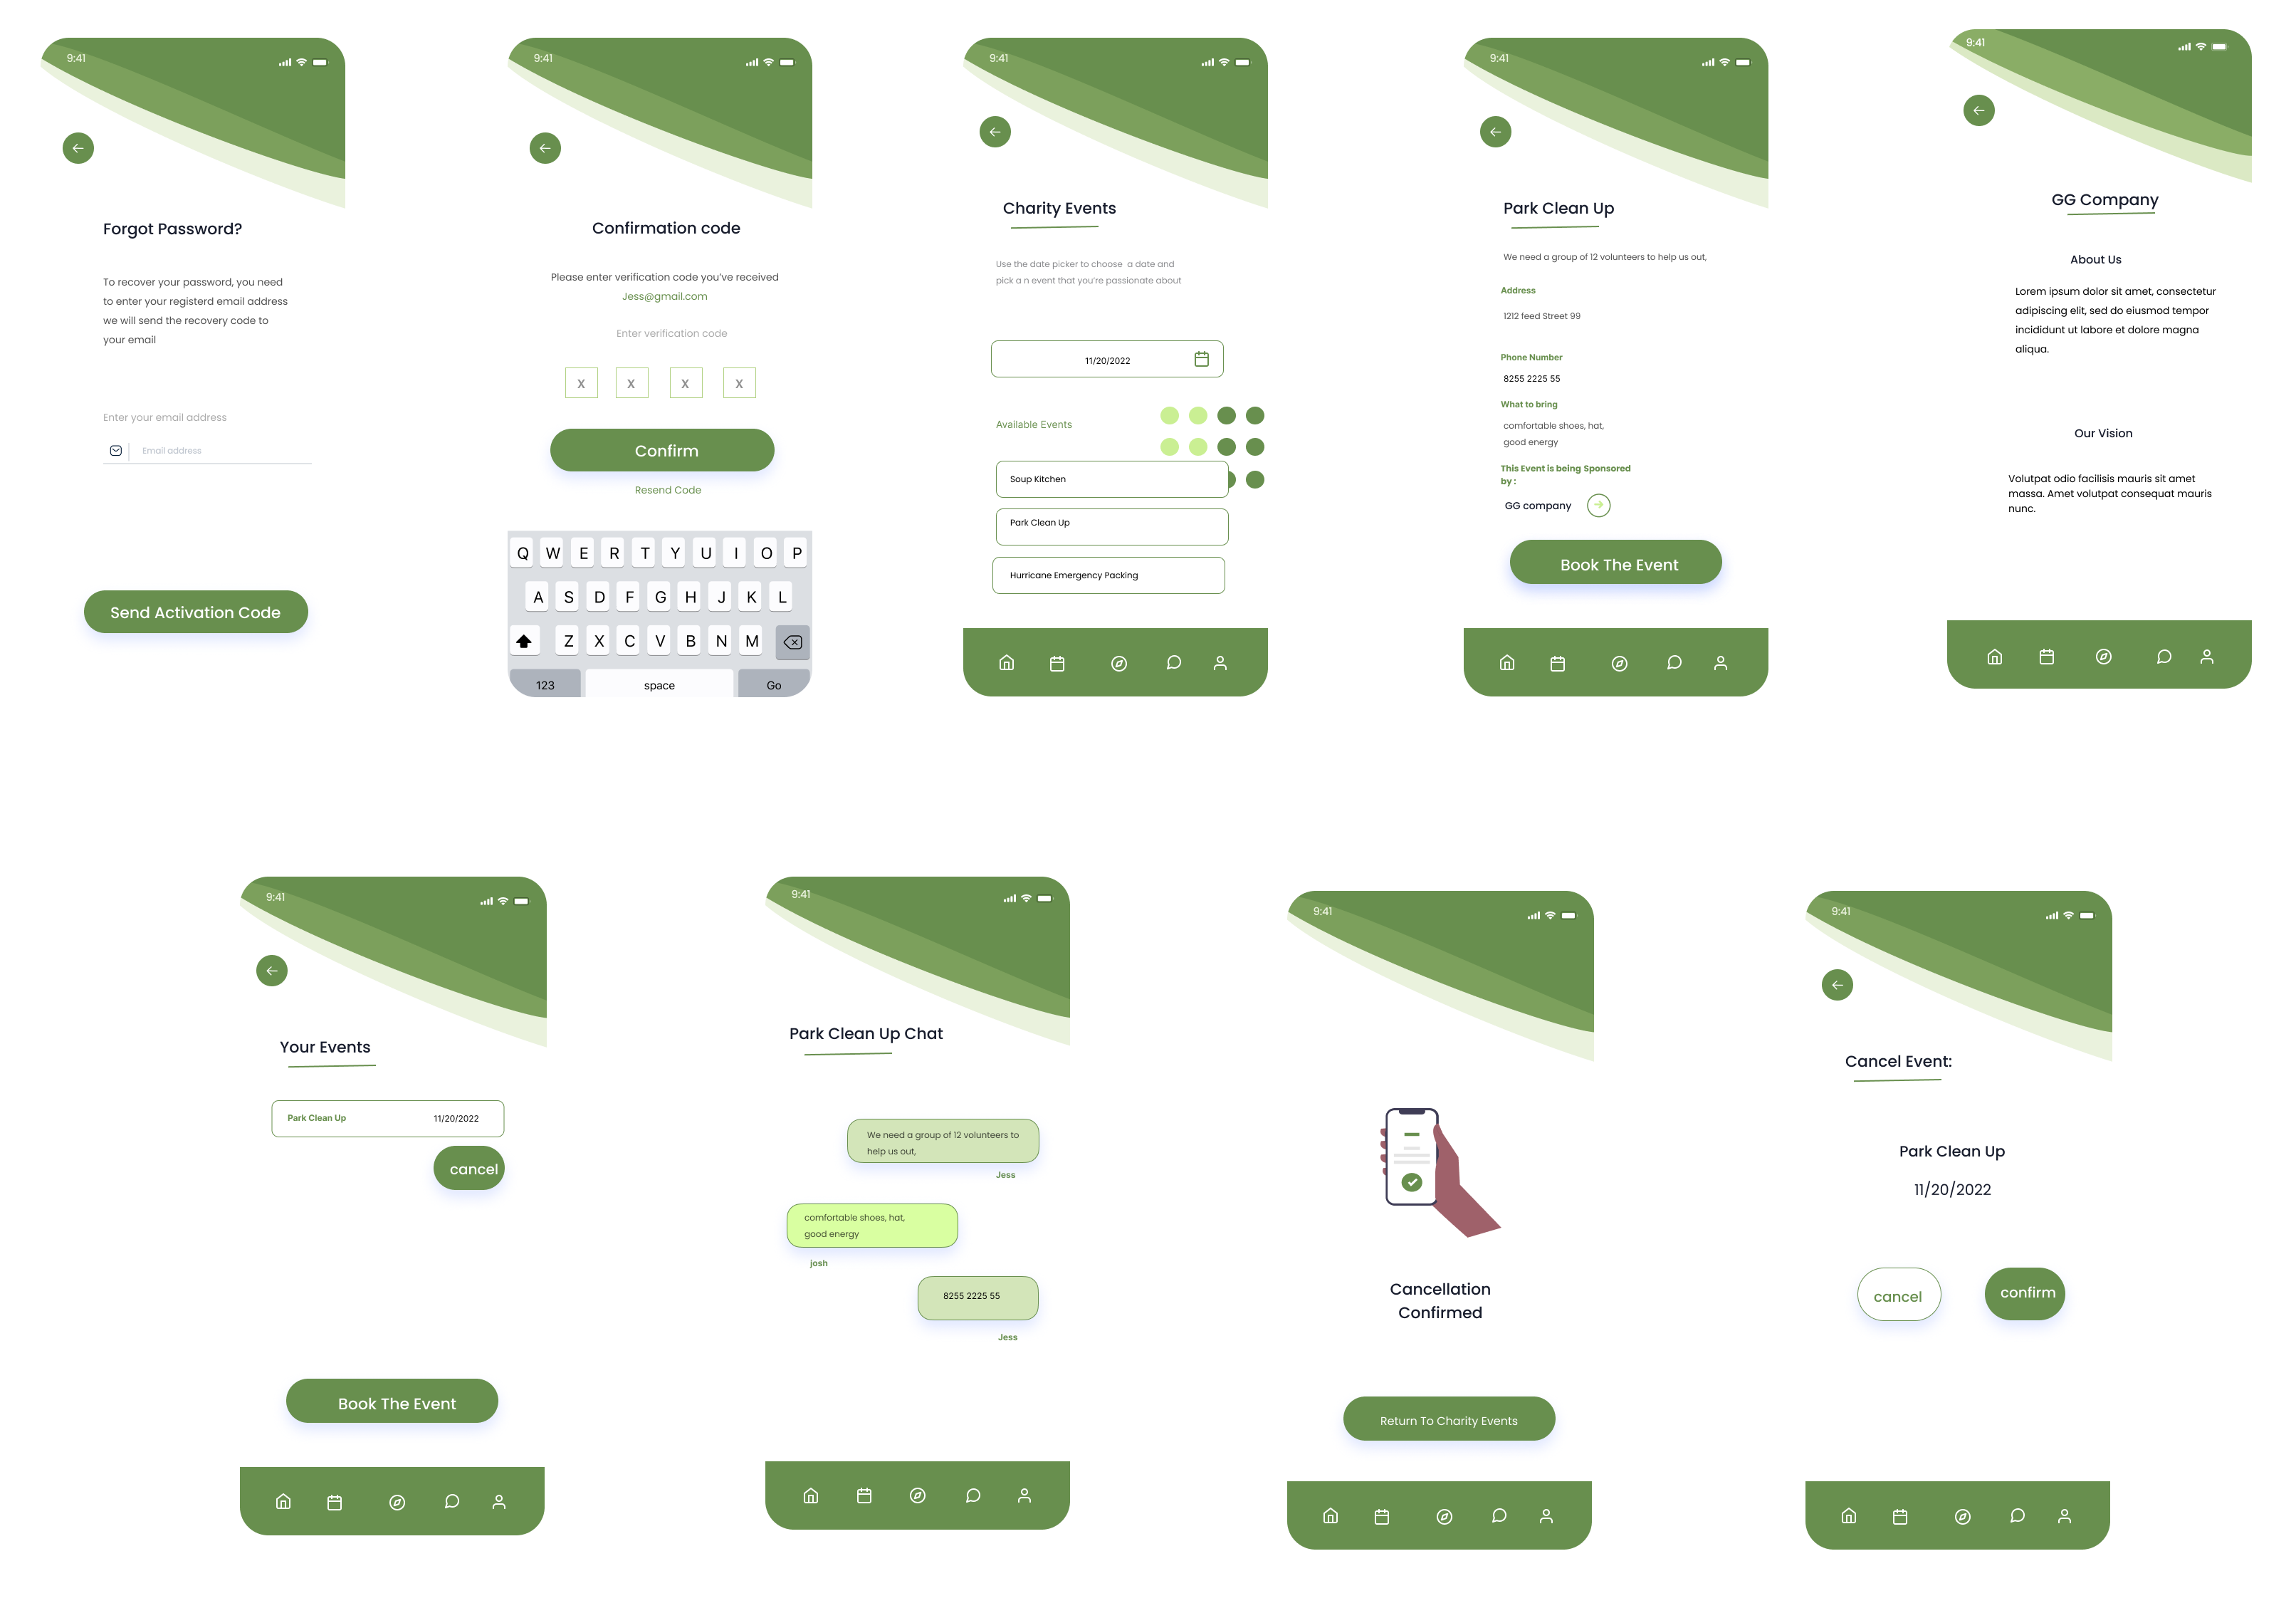 9:41
Forgot Password?
To recover your password, you need
to enter your registerd email address
we will send the recovery code to
your email
Enter your email address
Email address
Send Activation Code
9:41
Confirmation code
Please enter verification code you've received
Jess@gmail.com
Enter verification code
X X X X
Confirm
Resend Code
Q W E R T Y U I O P
A S D F G H J K L
Z X C V B N M
123 space Go
9:41
Charity Events
Use the date picker to choose a date and
pick a n event that you're passionate about
11/20/2022
Available Events
Soup Kitchen
Park Clean Up
Hurricane Emergency Packing
9:41
Park Clean Up
We need a group of 12 volunteers to help us out,
Address
1212 feed Street 99
Phone Number
8255 2225 55
What to bring
comfortable shoes, hat,
good energy
This Event is being Sponsored
by :
GG company
Book The Event
9:41
GG Company
About Us
Lorem ipsum dolor sit amet, consectetur
adipiscing elit, sed do eiusmod tempor
incididunt ut labore et dolore magna
aliqua.
Our Vision
Volutpat odio facilisis mauris sit amet
massa. Amet volutpat consequat mauris
nunc.
9:41
Your Events
Park Clean Up 11/20/2022
cancel
Book The Event
9:41
Park Clean Up Chat
We need a group of 12 volunteers to
help us out,
Jess
comfortable shoes, hat,
good energy
josh
8255 2225 55
Jess
9:41
Cancellation
Confirmed
Return To Charity Events
9:41
Cancel Event:
Park Clean Up
11/20/2022
cancel confirm